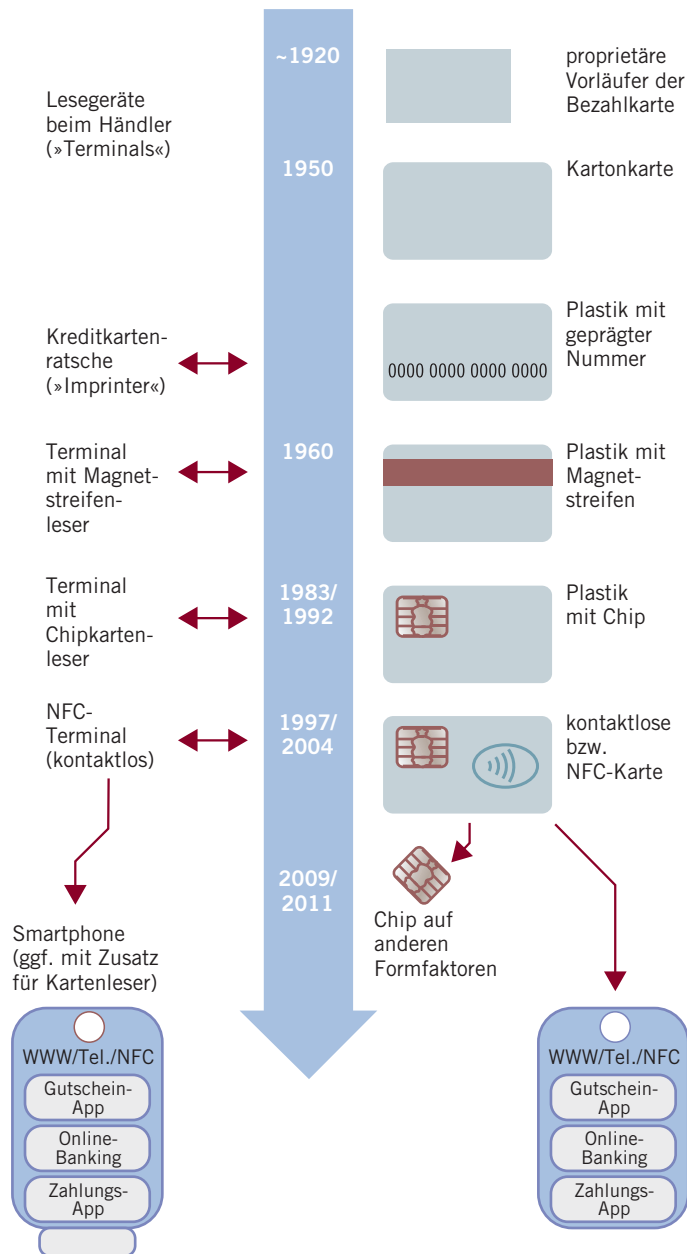 ~1920
proprietäre
Vorläufer der
Bezahlkarte
Lesegeräte
beim Händler
(»Terminals«)
1950
Kartonkarte
Kreditkarten-
ratsche
(»Imprinter«)
Plastik mit
geprägter
Nummer
0000 0000 0000 0000
Terminal
mit Magnet-
streifen-
leser
1960
Plastik mit
Magnet-
streifen
Terminal
mit
Chipkarten-
leser
1983/
1992
Plastik
mit Chip
NFC-
Terminal
(kontaktlos)
1997/
2004
kontaktlose
bzw.
NFC-Karte
2009/
2011
Chip auf
anderen
Formfaktoren
Smartphone
(ggf. mit Zusatz
für Kartenleser)
WWW/Tel./NFC
Gutschein-
App
Online-
Banking
Zahlungs-
App
WWW/Tel./NFC
Gutschein-
App
Online-
Banking
Zahlungs-
App